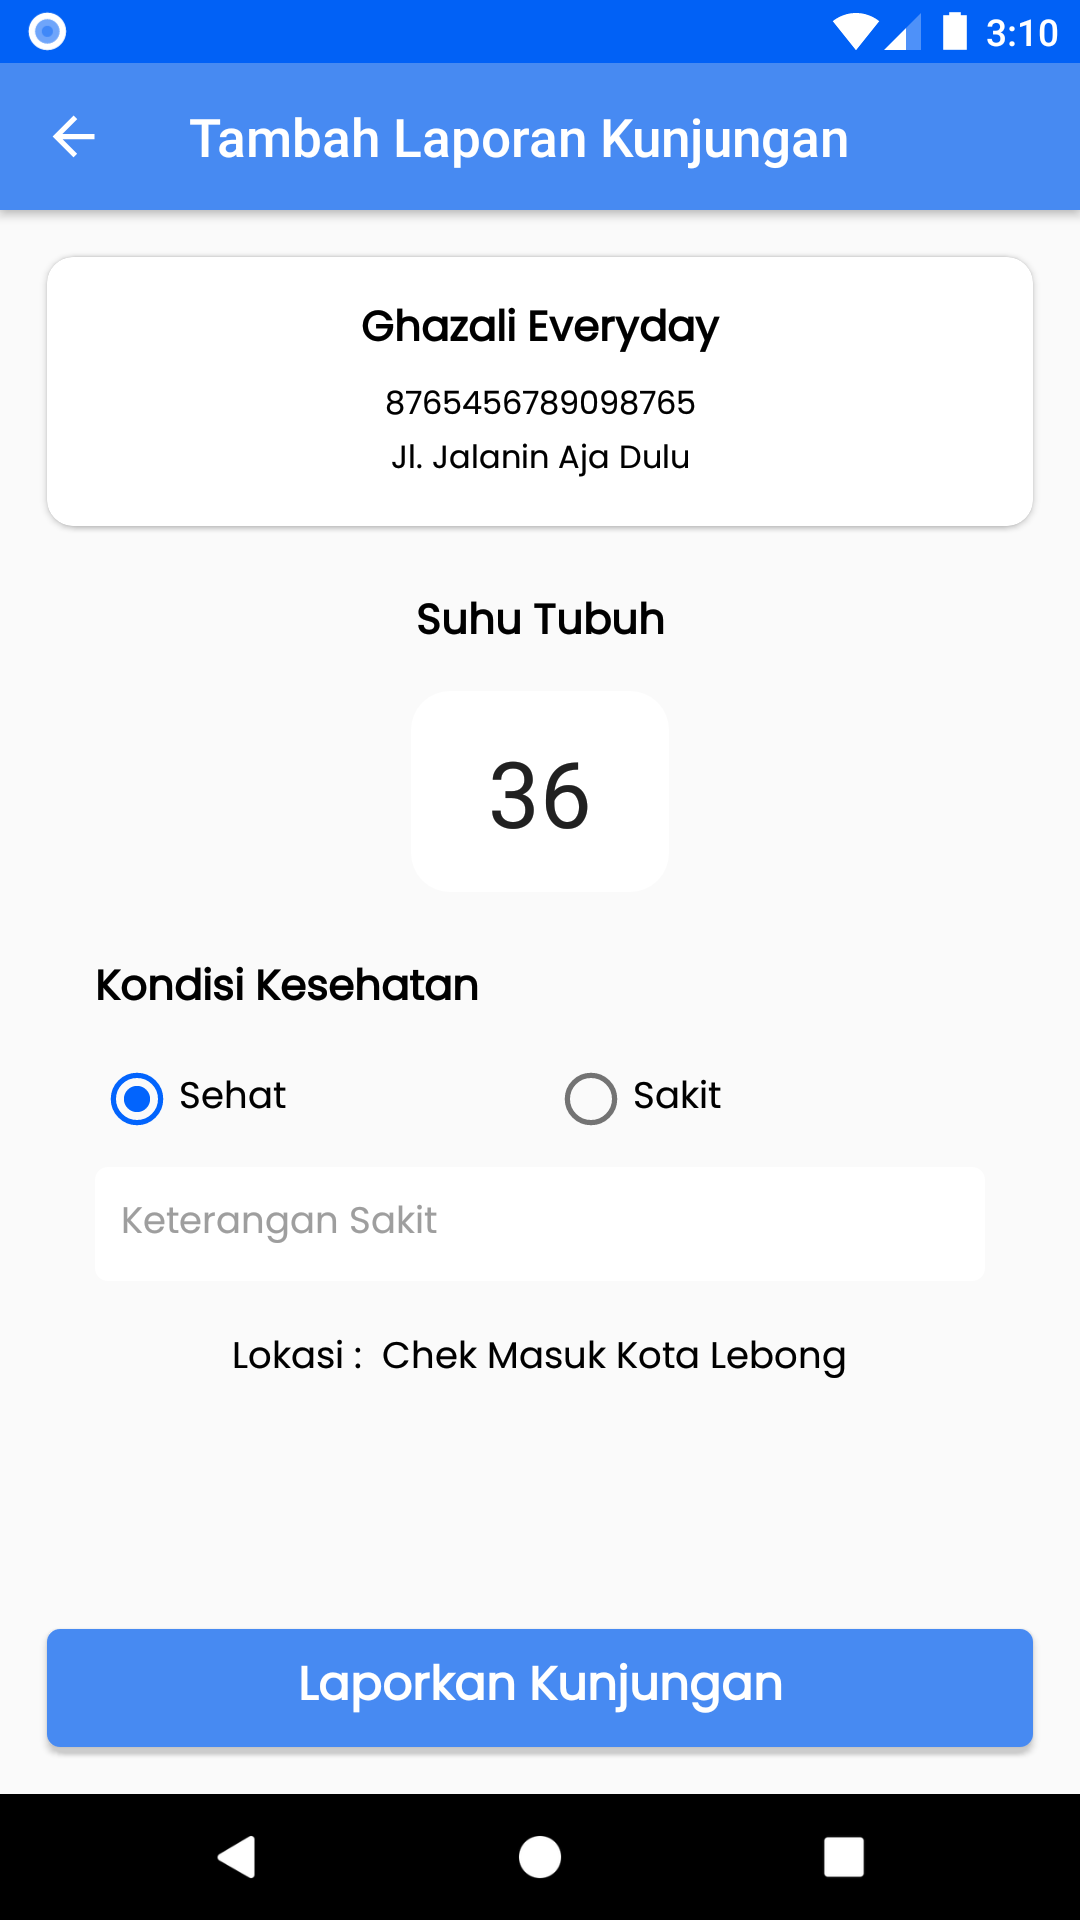 3:10
Tambah Laporan Kunjungan
Ghazali Everyday
8765456789098765
Jl. Jalanin Aja Dulu
Suhu Tubuh
36
Kondisi Kesehatan
Sehat Sakit
Keterangan Sakit
Lokasi : Chek Masuk Kota Lebong
Laporkan Kunjungan